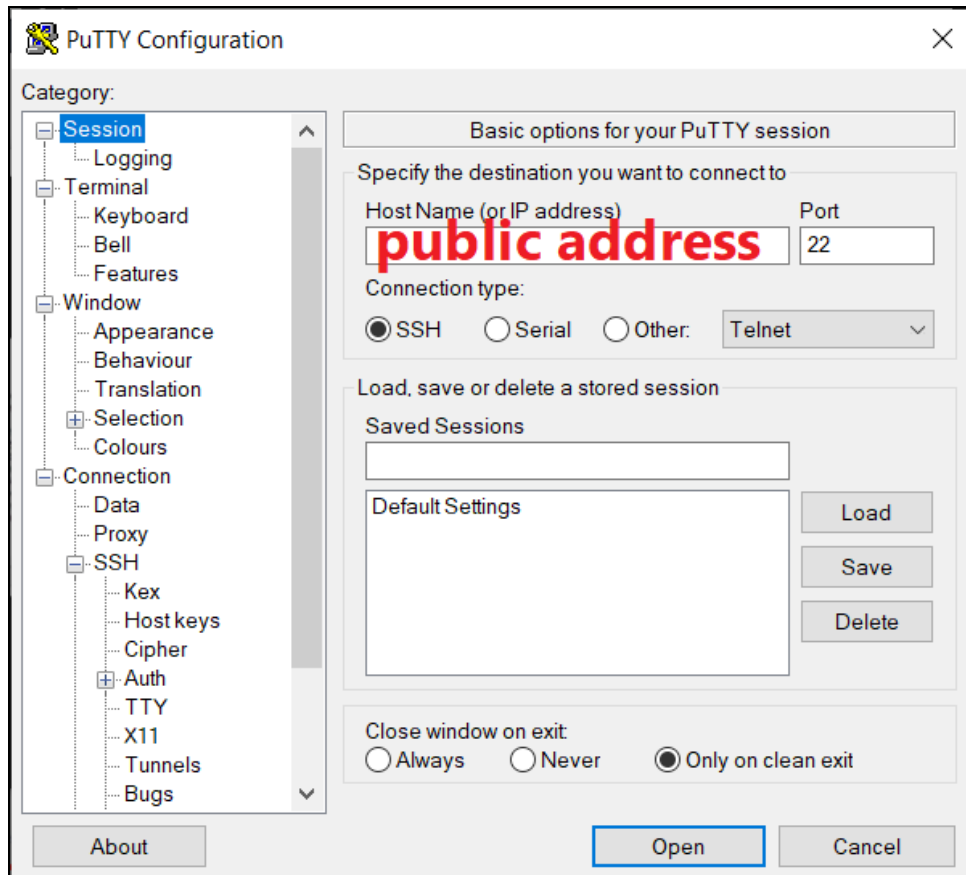 PuTTY Configuration
Category:
Session
Logging
Terminal
Keyboard
Bell
Features
Window
Appearance
Behaviour
Translation
Selection
Colours
Connection
Data
Proxy
SSH
Kex
Host keys
Cipher
Auth
TTY
X11
Tunnels
Bugs
Basic options for your PuTTY session
Specify the destination you want to connect to
Host Name (or IP address) Port
public address 22
Connection type:
SSH Serial Other: Telnet
Load, save or delete a stored session
Saved Sessions
Default Settings
Load
Save
Delete
Close window on exit:
Always Never Only on clean exit
About Open Cancel